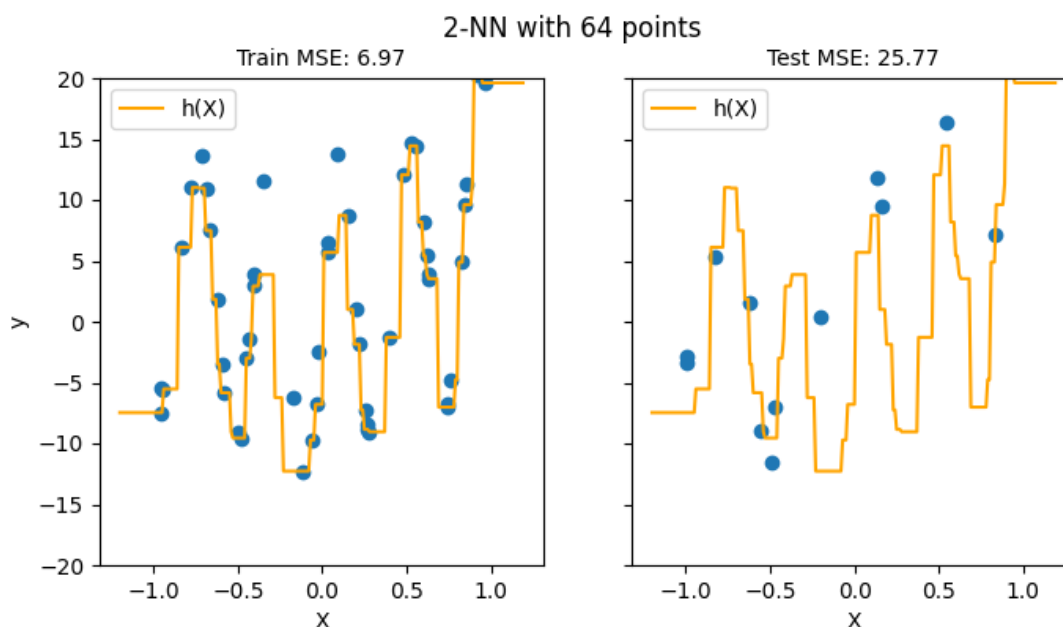 2-NN with 64 points
Train MSE: 6.97
Test MSE: 25.77
h(X)
h(X)
20
15
10
5
0
−5
−10
−15
−20
y
−1.0 −0.5 0.0 0.5 1.0
−1.0 −0.5 0.0 0.5 1.0
X
X